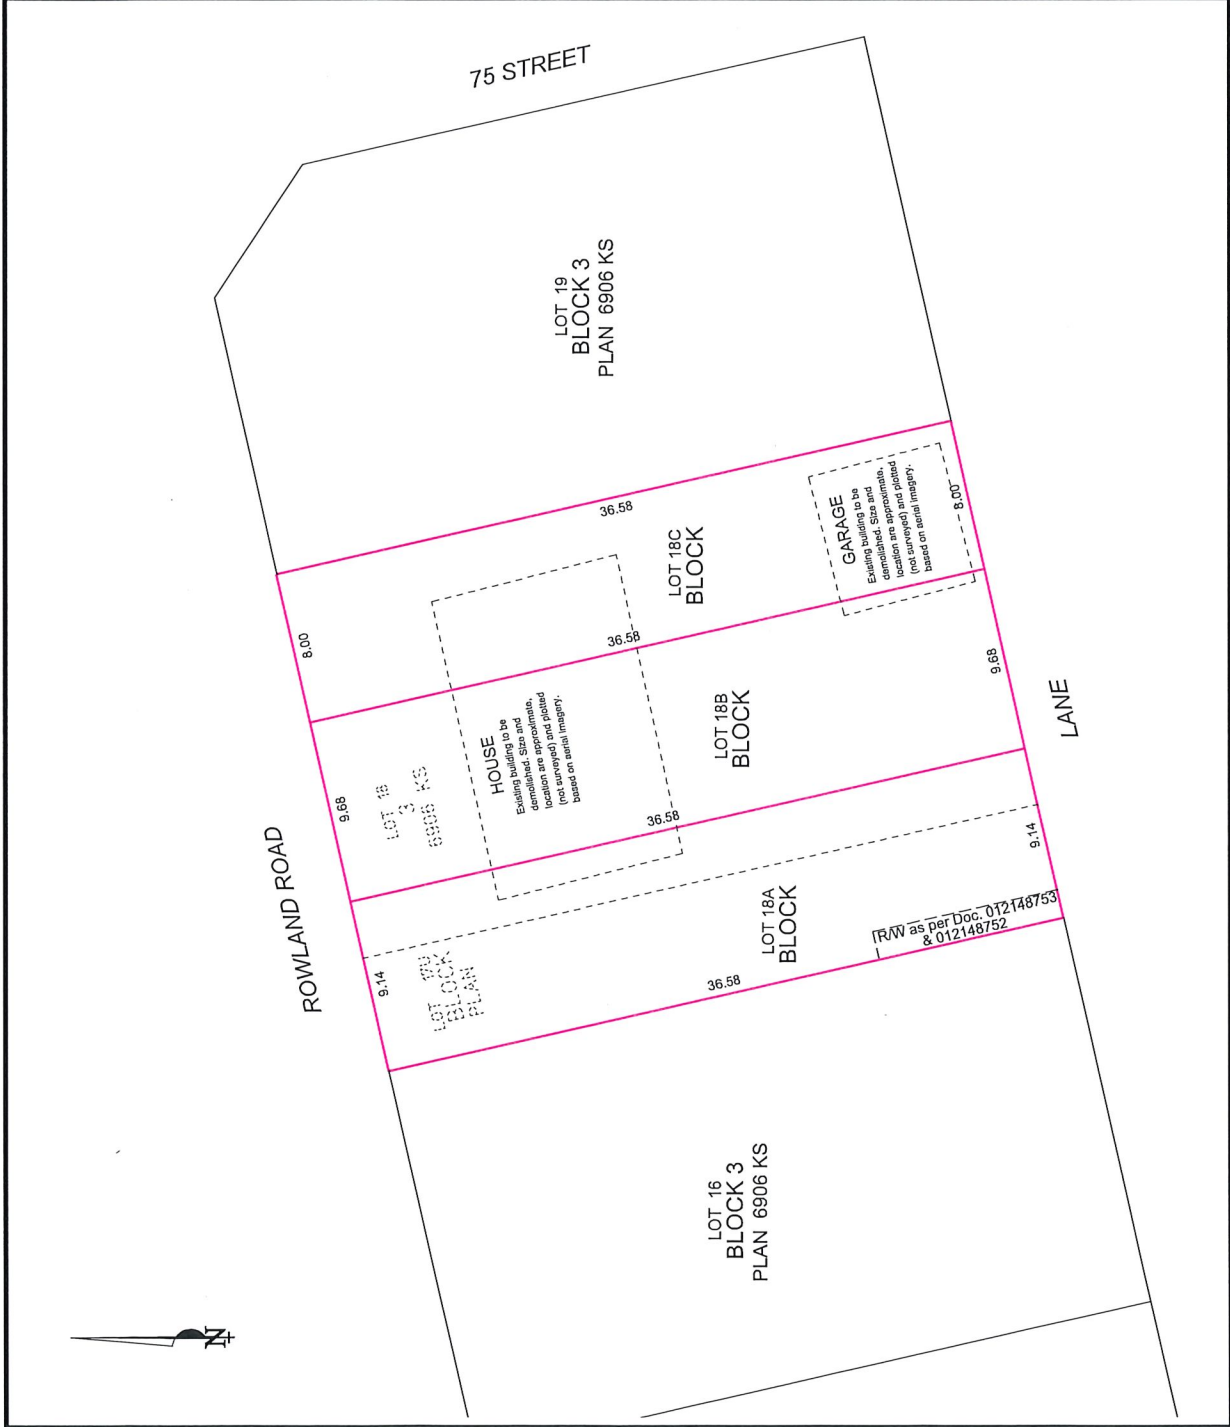 75 STREET
LOT 19
BLOCK 3
PLAN 6906 KS
36.58
LOT 18C
BLOCK
GARAGE
Existing building to be
demolished. Size and
location are approximate,
(not surveyed) and plotted
based on aerial imagery.
8.00
8.00
36.58
9.68
LOT 18
3
6906 KS
HOUSE
Existing building to be
demolished. Size and
location are approximate,
(not surveyed) and plotted
based on aerial imagery.
LOT 18B
BLOCK
9.68
LANE
36.58
ROWLAND ROAD
9.14
LOT 17U
BLOCK
PLAN
LOT 18A
BLOCK
9.14
R/W as per Doc. 012148753
& 012148752
36.58
LOT 16
BLOCK 3
PLAN 6906 KS
N